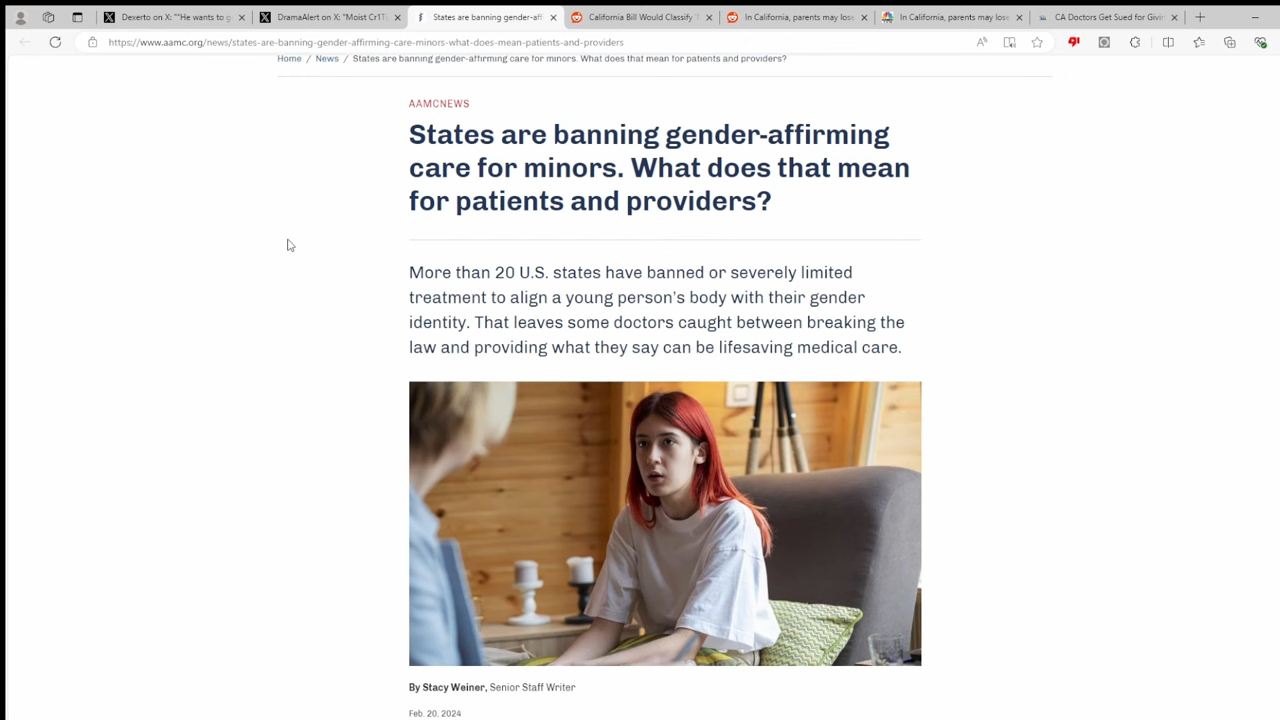 Dexerto on X: ""He wants to g
DramaAlert on X: "Moist Cr1Ti
States are banning gender-aff
California Bill Would Classify '
In California, parents may lose
In California, parents may lose
CA Doctors Get Sued for Givin
https://www.aamc.org/news/states-are-banning-gender-affirming-care-minors-what-does-mean-patients-and-providers
Home / News / States are banning gender-affirming care for minors. What does that mean for patients and providers?
AAMCNEWS
States are banning gender-affirming
care for minors. What does that mean
for patients and providers?
More than 20 U.S. states have banned or severely limited
treatment to align a young person's body with their gender
identity. That leaves some doctors caught between breaking the
law and providing what they say can be lifesaving medical care.
By Stacy Weiner, Senior Staff Writer
Feb. 20, 2024